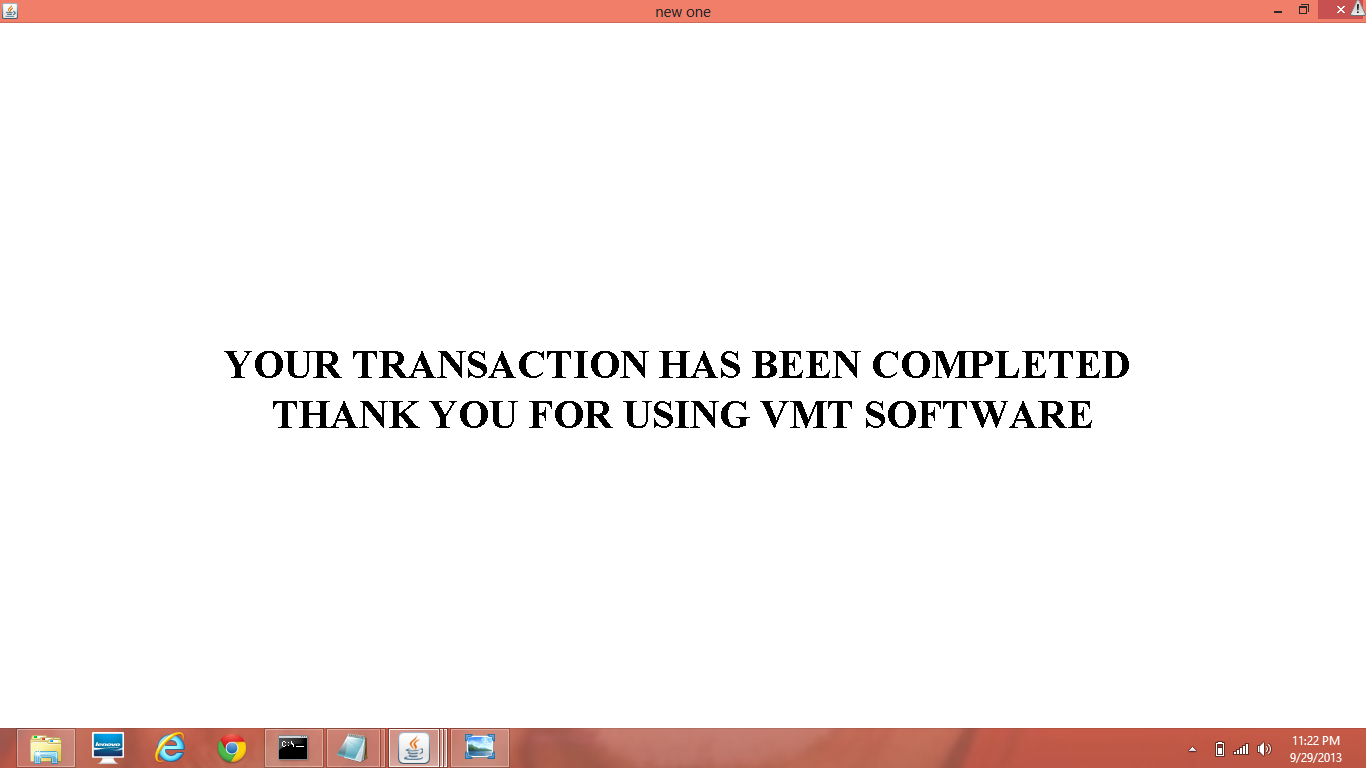 new one
YOUR TRANSACTION HAS BEEN COMPLETED
THANK YOU FOR USING VMT SOFTWARE
lenovo
C:\
11:22 PM
9/29/2013